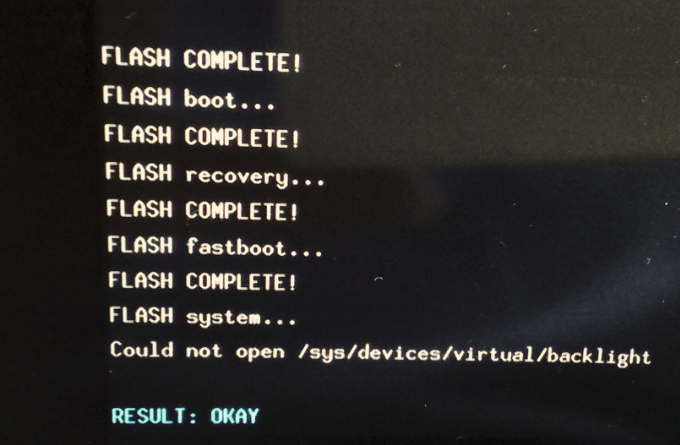 FLASH COMPLETE!
FLASH boot...
FLASH COMPLETE!
FLASH recovery...
FLASH COMPLETE!
FLASH fastboot...
FLASH COMPLETE!
FLASH system...
Could not open /sys/devices/virtual/backlight
RESULT: OKAY